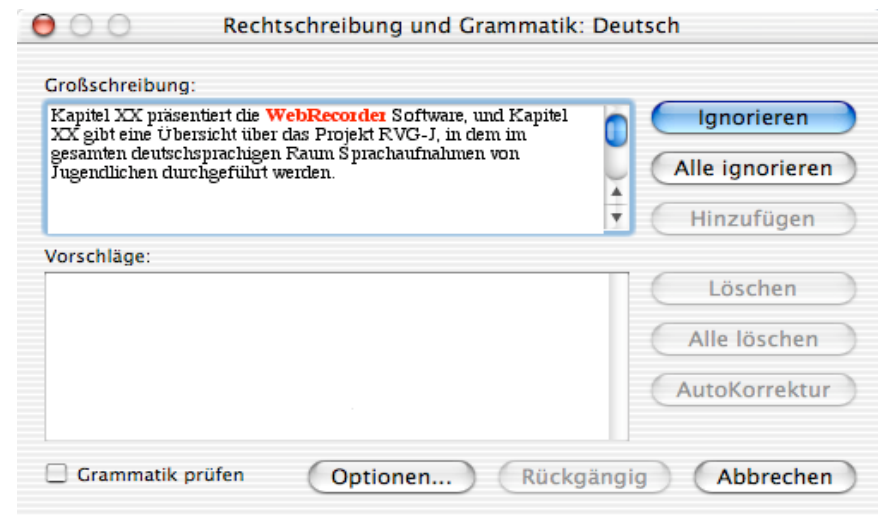 Rechtschreibung und Grammatik: Deutsch
Großschreibung:
Kapitel XX präsentiert die WebRecorder Software, und Kapitel
XX gibt eine Übersicht über das Projekt RVG-J, in dem im
gesamten deutschsprachigen Raum Sprachaufnahmen von
Jugendlichen durchgeführt werden.
Ignorieren
Alle ignorieren
Hinzufügen
Vorschläge:
Löschen
Alle löschen
AutoKorrektur
Grammatik prüfen
Optionen...
Rückgängig
Abbrechen